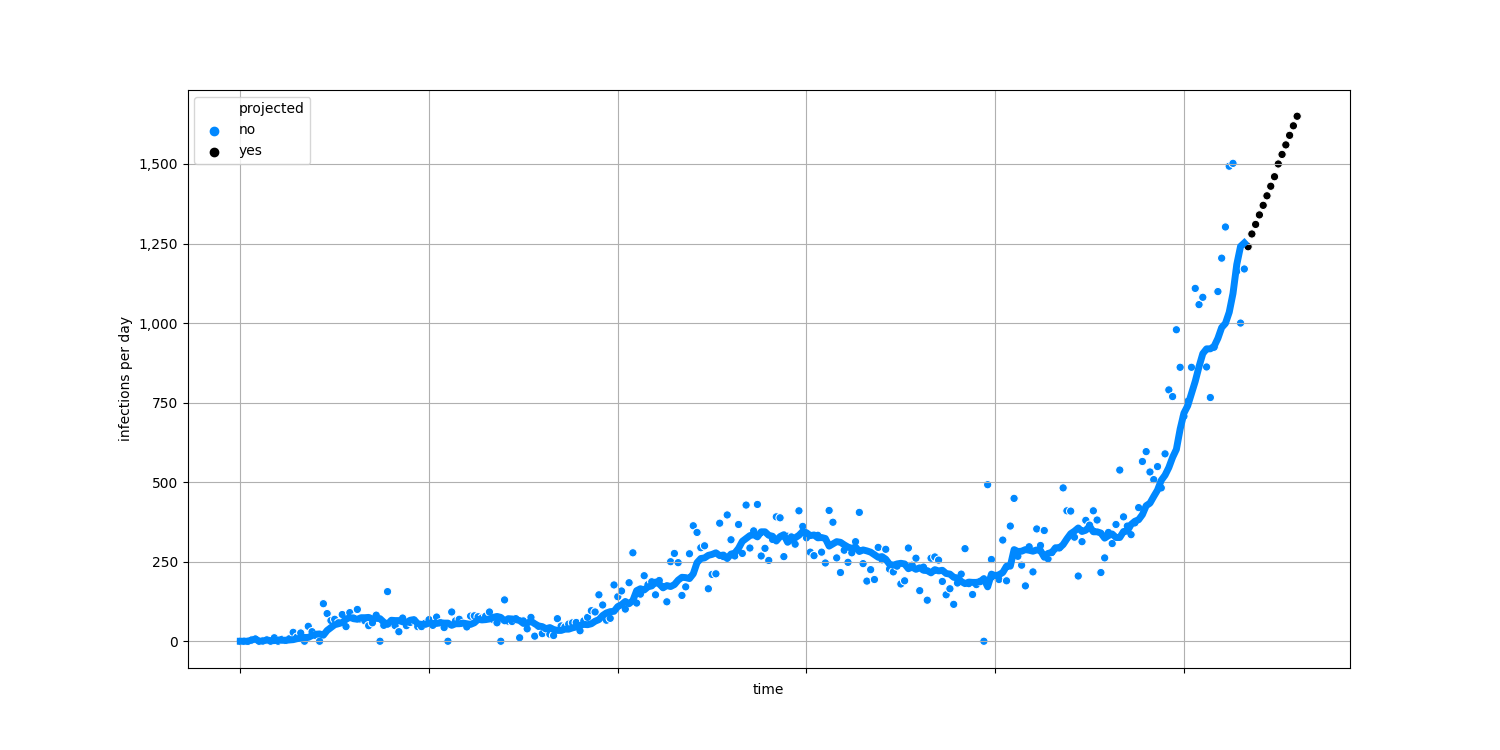 projected
no
yes
1,500
1,250
1,000
750
500
250
0
infections per day
time